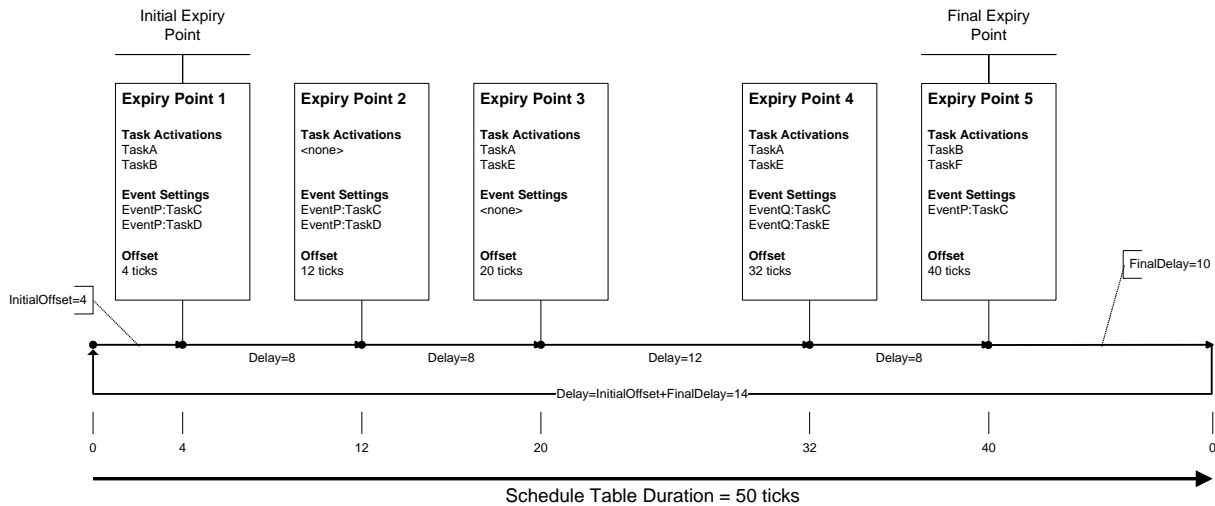 Initial Expiry
Point
Final Expiry
Point
Expiry Point 1
Task Activations
TaskA
TaskB
Event Settings
EventP:TaskC
EventP:TaskD
Offset
4 ticks
Expiry Point 2
Task Activations
<none>
Event Settings
EventP:TaskC
EventP:TaskD
Offset
12 ticks
Expiry Point 3
Task Activations
TaskA
TaskE
Event Settings
<none>
Offset
20 ticks
Expiry Point 4
Task Activations
TaskA
TaskE
Event Settings
EventQ:TaskC
EventQ:TaskE
Offset
32 ticks
Expiry Point 5
Task Activations
TaskB
TaskF
Event Settings
EventP:TaskC
Offset
40 ticks
InitialOffset=4
FinalDelay=10
Delay=8
Delay=8
Delay=12
Delay=8
Delay=InitialOffset+FinalDelay=14
0
4
12
20
32
40
0
Schedule Table Duration = 50 ticks